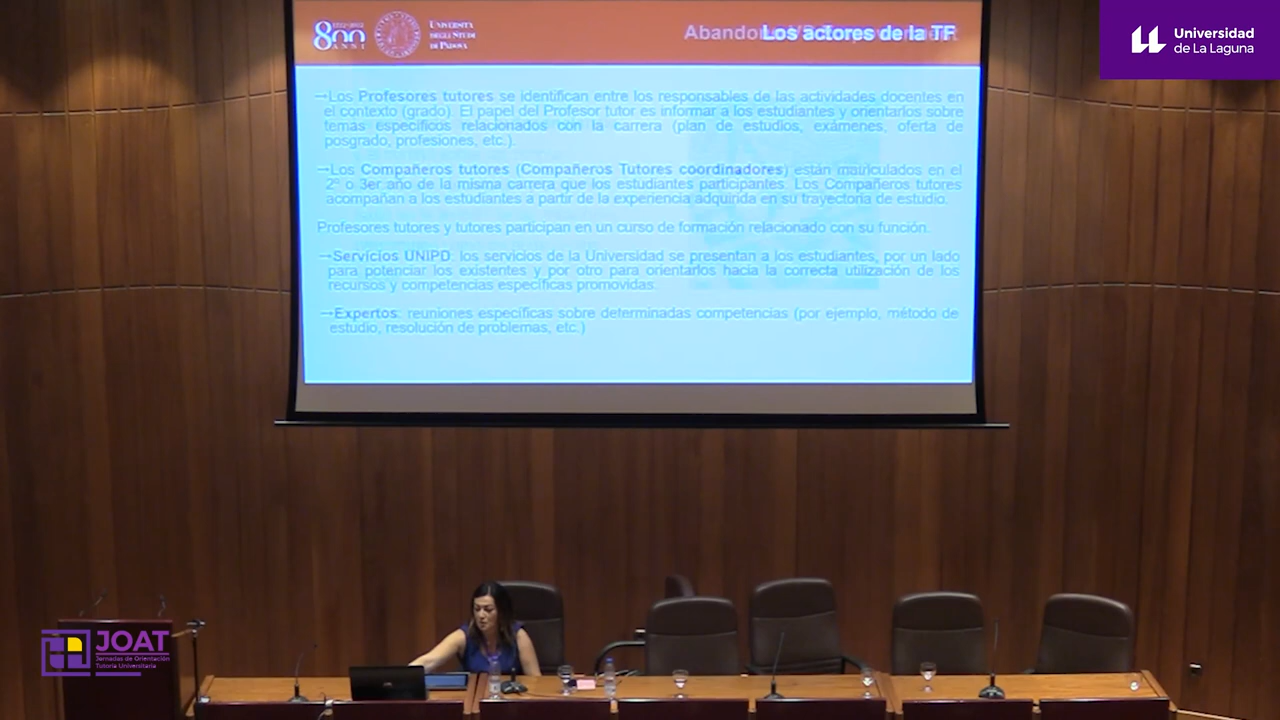 800
1222-2022
ANNI
UNIVERSITÀ
DEGLI STUDI
DI PADOVA
Abando
Los actores de la TF
Universidad
de La Laguna
→Los Profesores tutores se identifican entre los responsables de las actividades docentes en
el contexto (grado). El papel del Profesor tutor es informar a los estudiantes y orientarlos sobre
temas específicos relacionados con la carrera (plan de estudios, exámenes, oferta de
posgrado, profesiones, etc.).
→Los Compañeros tutores (Compañeros Tutores coordinadores) están matriculados en el
2º o 3er año de la misma carrera que los estudiantes participantes. Los Compañeros tutores
acompañan a los estudiantes a partir de la experiencia adquirida en su trayectoria de estudio.
Profesores tutores y tutores participan en un curso de formación relacionado con su función.
→Servicios UNIPD: los servicios de la Universidad se presentan a los estudiantes, por un lado
para potenciar los existentes y por otro para orientarlos hacia la correcta utilización de los
recursos y competencias específicas promovidas.
→Expertos: reuniones específicas sobre determinadas competencias (por ejemplo, método de
estudio, resolución de problemas, etc.)
JOAT
Jornadas de Orientación
Tutoría Universitaria